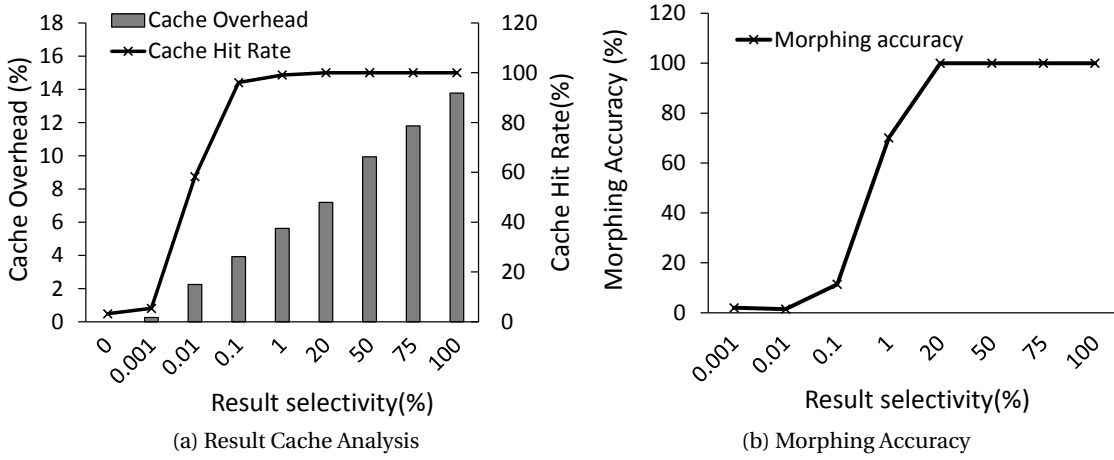 Cache Overhead
Cache Hit Rate
Cache Overhead (%)
18
16
14
12
10
8
6
4
2
0
120
100
80
60
40
20
0
Cache Hit Rate(%)
0 0.001 0.01 0.1 1 20 50 75 100
Result selectivity(%)
(a) Result Cache Analysis
Morphing accuracy
Morphing Accuracy (%)
120
100
80
60
40
20
0
0.001 0.01 0.1 1 20 50 75 100
Result selectivity(%)
(b) Morphing Accuracy